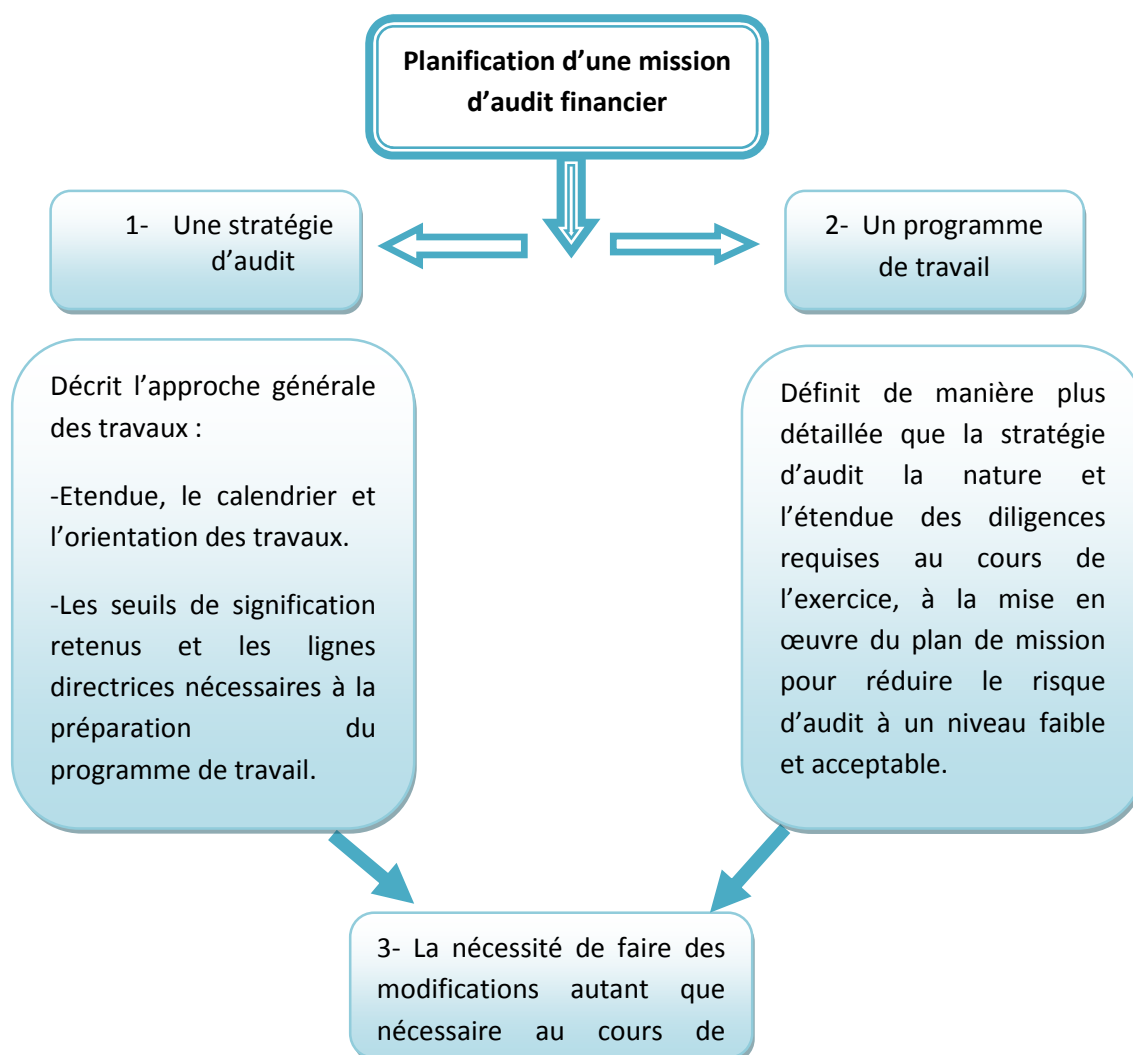 Planification d’une mission
d’audit financier
1- Une stratégie
d’audit
2- Un programme
de travail
Décrit l’approche générale
des travaux :
-Etendue, le calendrier et
l’orientation des travaux.
-Les seuils de signification
retenus et les lignes
directrices nécessaires à la
préparation du
programme de travail.
Définit de manière plus
détaillée que la stratégie
d’audit la nature et
l’étendue des diligences
requises au cours de
l’exercice, à la mise en
œuvre du plan de mission
pour réduire le risque
d’audit à un niveau faible
et acceptable.
3- La nécessité de faire des
modifications autant que
nécessaire au cours de